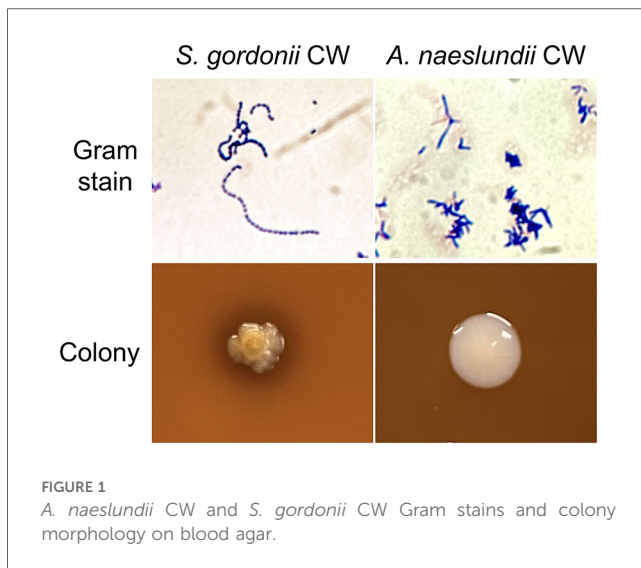 S. gordonii CW A. naeslundii CW
Gram
stain
Colony
FIGURE 1
A. naeslundii CW and S. gordonii CW Gram stains and colony
morphology on blood agar.